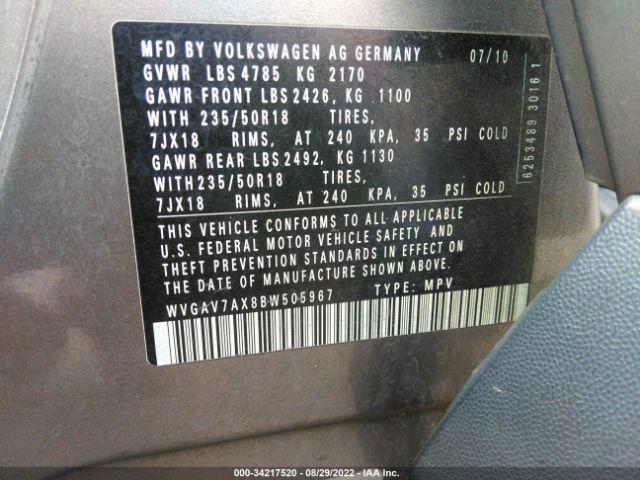 MFD BY VOLKSWAGEN AG GERMANY 07/10
GVWR LBS 4785 KG 2170
GAWR FRONT LBS 2426, KG 1100
WITH 235/50R18 TIRES,
7JX18 RIMS, AT 240 KPA, 35 PSI COLD
GAWR REAR LBS 2492, KG 1130
WITH 235/50R18 TIRES,
7JX18 RIMS, AT 240 KPA, 35 PSI COLD
THIS VEHICLE CONFORMS TO ALL APPLICABLE
U.S. FEDERAL MOTOR VEHICLE SAFETY AND
THEFT PREVENTION STANDARDS IN EFFECT ON
THE DATE OF MANUFACTURE SHOWN ABOVE.
WVGAV7AX8BW505967 TYPE: MPV
6253489 3016 1
000-34217520 - 08/29/2022 - IAA Inc.